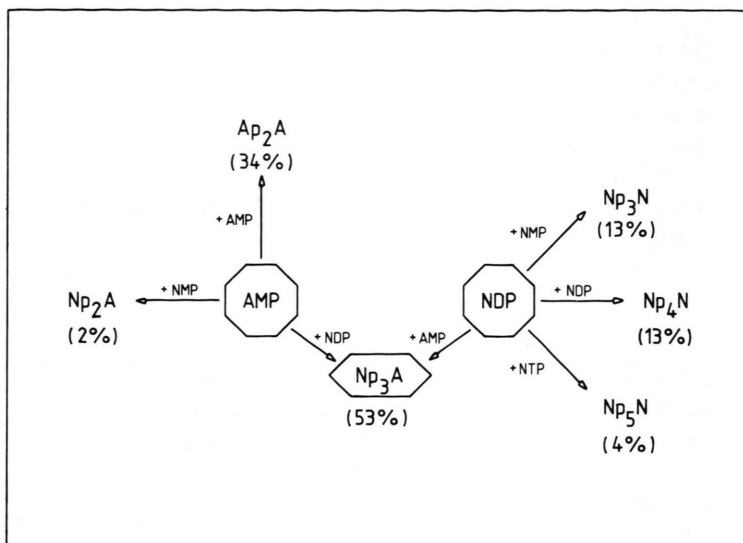 Ap₂A
(34%)
+ AMP
Np₃N
(13%)
+ NMP
Np₂A
(2%)
+ NMP
AMP
NDP
+ NDP
Np₄N
(13%)
+ NDP
+ AMP
Np₃A
(53%)
+ NTP
Np₅N
(4%)